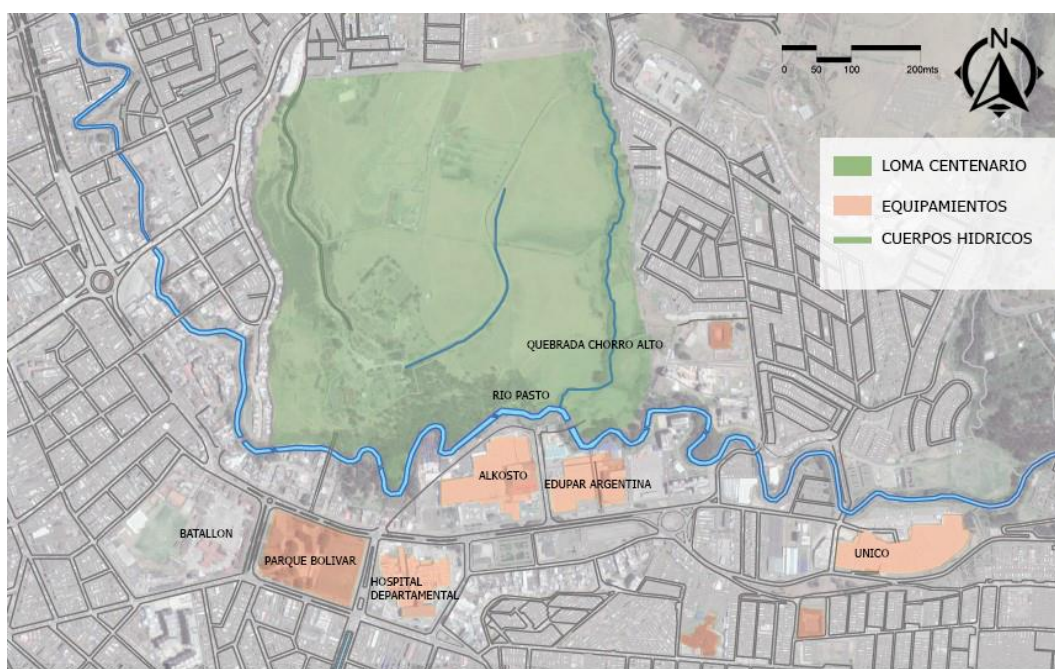 N
0 50 100 200mts
LOMA CENTENARIO
EQUIPAMIENTOS
CUERPOS HIDRICOS
QUEBRADA CHORRO ALTO
RIO PASTO
ALKOSTO
EDUPAR ARGENTINA
BATALLON
PARQUE BOLIVAR
UNICO
HOSPITAL
DEPARTAMENTAL